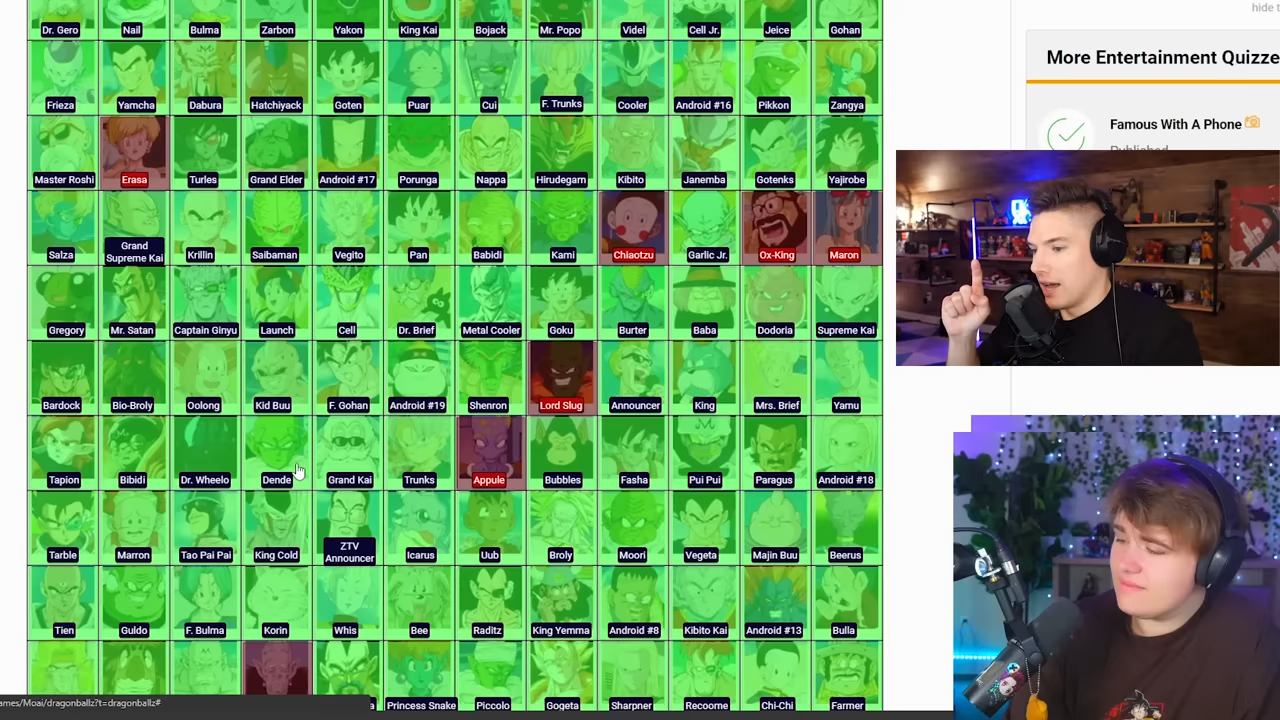 hide t
Dr. Gero Nail Bulma Zarbon Yakon King Kai Bojack Mr. Popo Videl Cell Jr. Jeice Gohan
More Entertainment Quizze
Frieza Yamcha Dabura Hatchiyack Goten Puar Cui F. Trunks Cooler Android #16 Pikkon Zangya
Famous With A Phone
Published
Master Roshi Erasa Turles Grand Elder Android #17 Porunga Nappa Hirudegarn Kibito Janemba Gotenks Yajirobe
Salza Grand Supreme Kai Krillin Saibaman Vegito Pan Babidi Kami Chiaotzu Garlic Jr. Ox-King Maron
Gregory Mr. Satan Captain Ginyu Launch Cell Dr. Brief Metal Cooler Goku Burter Baba Dodoria Supreme Kai
Bardock Bio-Broly Oolong Kid Buu F. Gohan Android #19 Shenron Lord Slug Announcer King Mrs. Brief Yamu
Tapion Bibidi Dr. Wheelo Dende Grand Kai Trunks Appule Bubbles Fasha Pui Pui Paragus Android #18
Tarble Marron Tao Pai Pai King Cold ZTV Announcer Icarus Uub Broly Moori Vegeta Majin Buu Beerus
Tien Guldo F. Bulma Korin Whis Bee Raditz King Yemma Android #8 Kibito Kai Android #13 Bulla
a Princess Snake Piccolo Gogeta Sharpner Recoome Chi-Chi Farmer
ames/Moai/dragonballz?t=dragonballz#